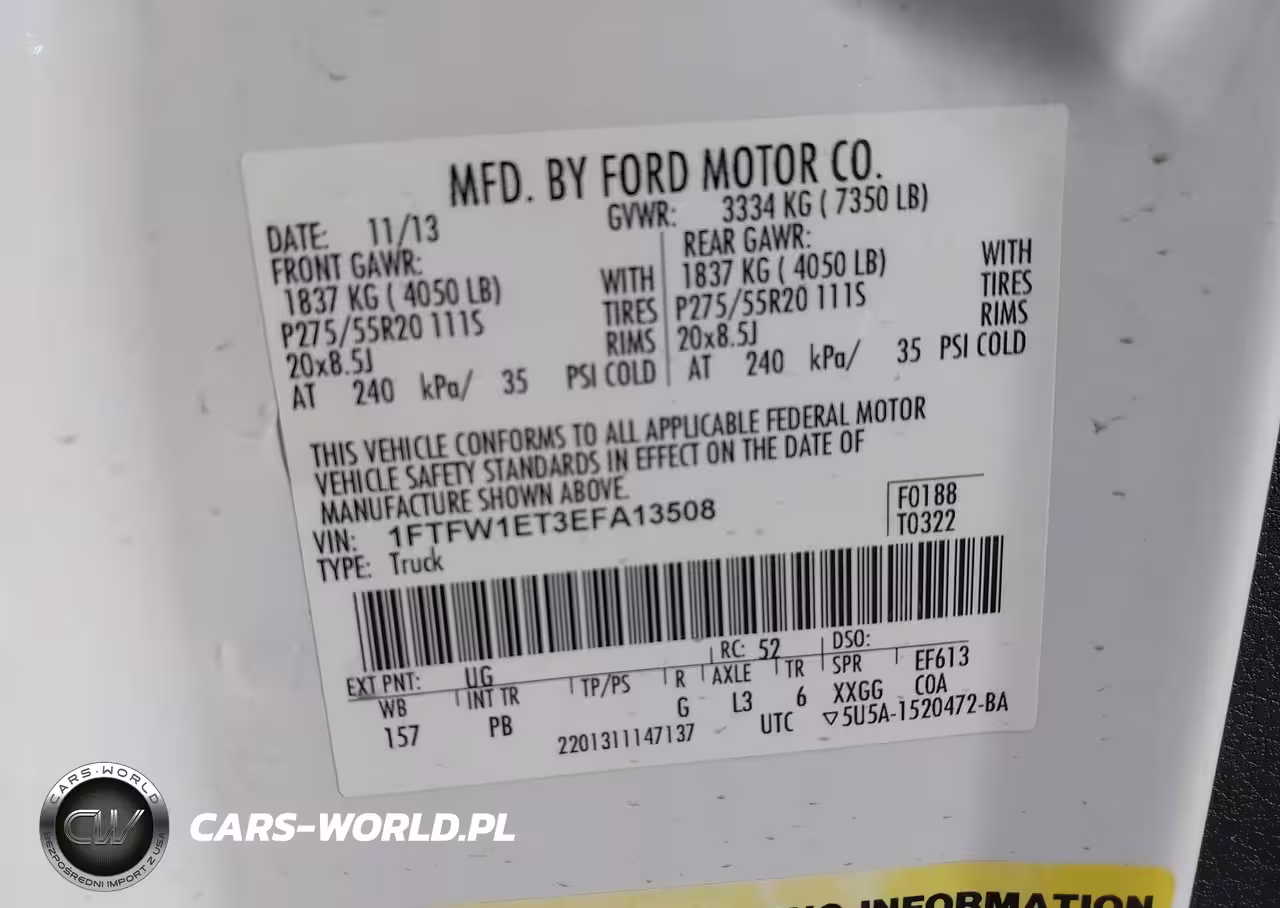 MFD. BY FORD MOTOR CO.
DATE: 11/13 GVWR: 3334 KG ( 7350 LB)
FRONT GAWR: REAR GAWR:
1837 KG ( 4050 LB) WITH 1837 KG ( 4050 LB) WITH
P275/55R20 111S TIRES P275/55R20 111S TIRES
20x8.5J RIMS 20x8.5J RIMS
AT 240 kPa/ 35 PSI COLD AT 240 kPa/ 35 PSI COLD
THIS VEHICLE CONFORMS TO ALL APPLICABLE FEDERAL MOTOR
VEHICLE SAFETY STANDARDS IN EFFECT ON THE DATE OF
MANUFACTURE SHOWN ABOVE.
VIN: 1FTFW1ET3EFA13508 F0188
TYPE: Truck T0322
EXT PNT: UG RC: 52 DSO:
WB INT TR TP/PS R AXLE TR SPR EF613
157 PB G L3 6 XXGG COA
2201311147137 UTC ▽5U5A-1520472-BA
CARS-WORLD
CW
BEZPOŚREDNI IMPORT Z USA
CARS-WORLD.PL
INFORMATION